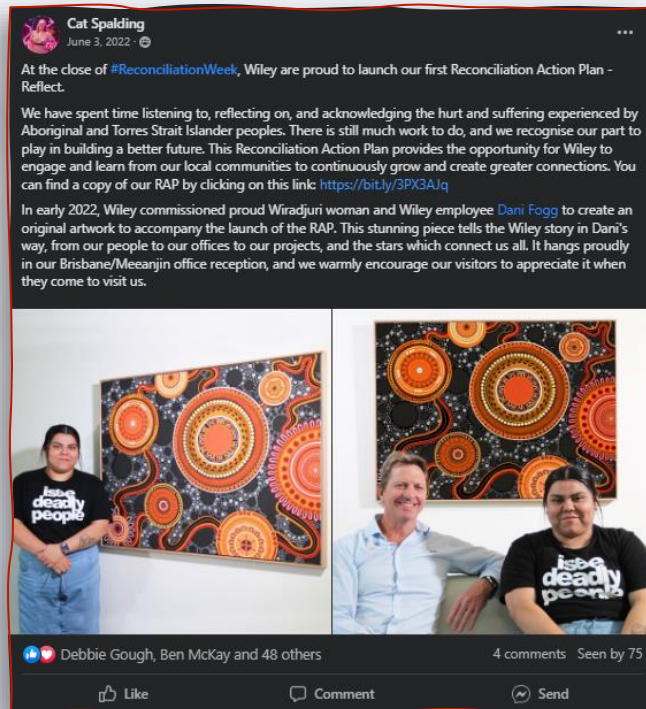 Cat Spalding
June 3, 2022 ·
At the close of #ReconciliationWeek, Wiley are proud to launch our first Reconciliation Action Plan -
Reflect.
We have spent time listening to, reflecting on, and acknowledging the hurt and suffering experienced by
Aboriginal and Torres Strait Islander peoples. There is still much work to do, and we recognise our part to
play in building a better future. This Reconciliation Action Plan provides the opportunity for Wiley to
engage and learn from our local communities to continuously grow and create greater connections. You
can find a copy of our RAP by clicking on this link: https://bit.ly/3PX3AJq
In early 2022, Wiley commissioned proud Wiradjuri woman and Wiley employee Dani Fogg to create an
original artwork to accompany the launch of the RAP. This stunning piece tells the Wiley story in Dani's
way, from our people to our offices to our projects, and the stars which connect us all. It hangs proudly
in our Brisbane/Meeanjin office reception, and we warmly encourage our visitors to appreciate it when
they come to visit us.
isee
deadly
people
isee
deadly
people
Debbie Gough, Ben McKay and 48 others
4 comments Seen by 75
Like
Comment
Send